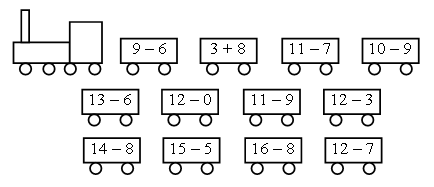 9 – 6 3 + 8 11 – 7 10 – 9
13 – 6 12 – 0 11 – 9 12 – 3
14 – 8 15 – 5 16 – 8 12 – 7